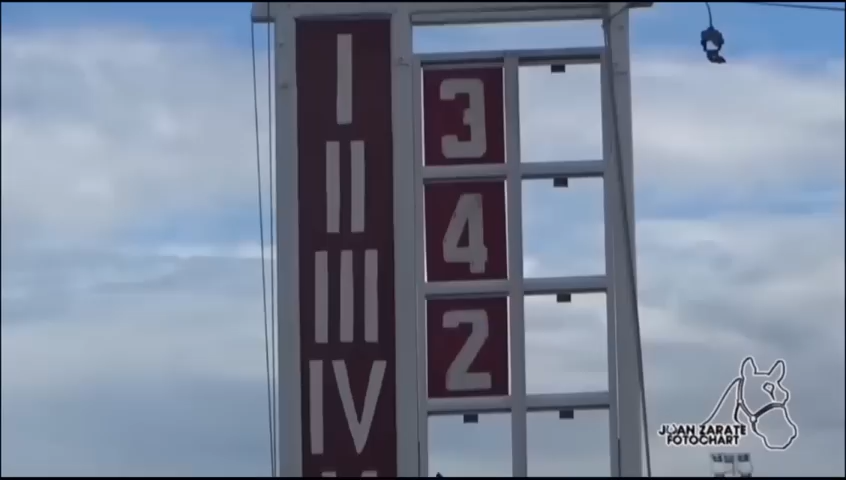 I 3
II 4
III 2
IV
JUAN ZARATE
FOTOCHART